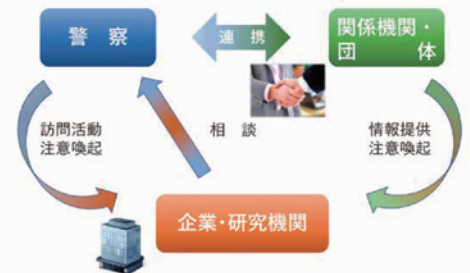 警察
連携
関係機関・
団体
訪問活動
注意喚起
相談
情報提供
注意喚起
企業・研究機関